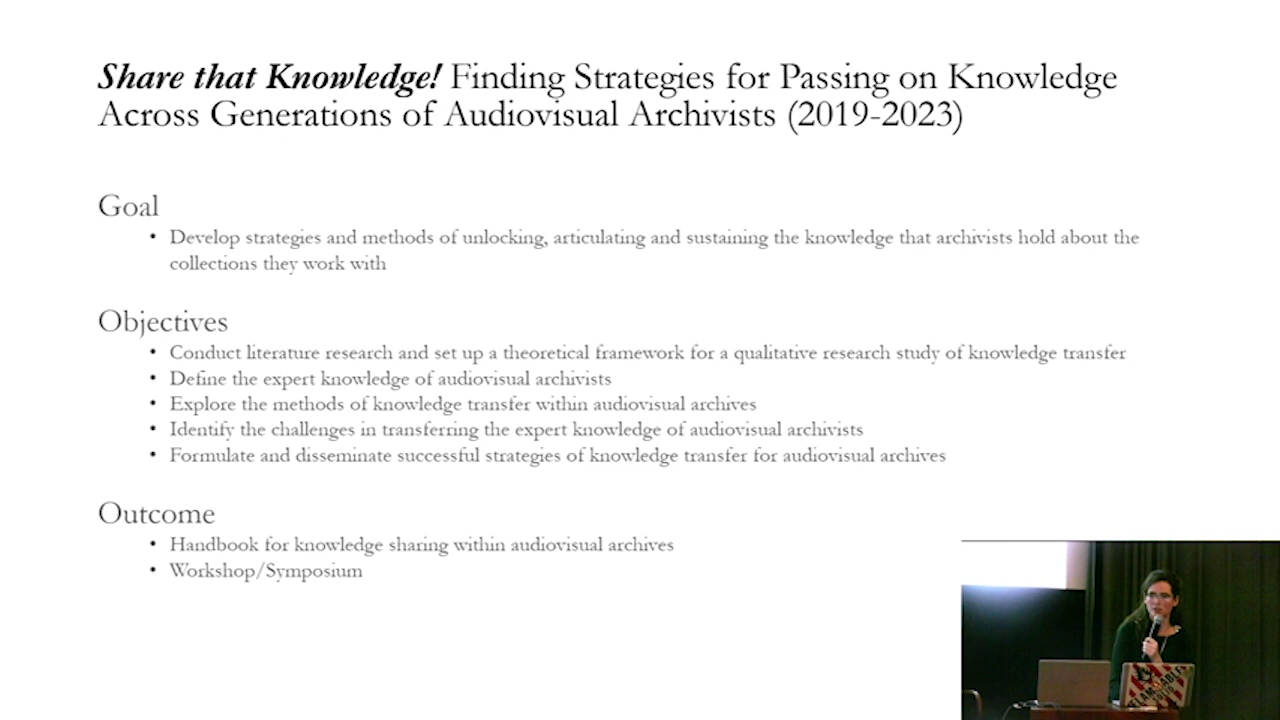 Share that Knowledge! Finding Strategies for Passing on Knowledge
Across Generations of Audiovisual Archivists (2019-2023)
Goal
• Develop strategies and methods of unlocking, articulating and sustaining the knowledge that archivists hold about the
collections they work with
Objectives
• Conduct literature research and set up a theoretical framework for a qualitative research study of knowledge transfer
• Define the expert knowledge of audiovisual archivists
• Explore the methods of knowledge transfer within audiovisual archives
• Identify the challenges in transferring the expert knowledge of audiovisual archivists
• Formulate and disseminate successful strategies of knowledge transfer for audiovisual archives
Outcome
• Handbook for knowledge sharing within audiovisual archives
• Workshop/Symposium